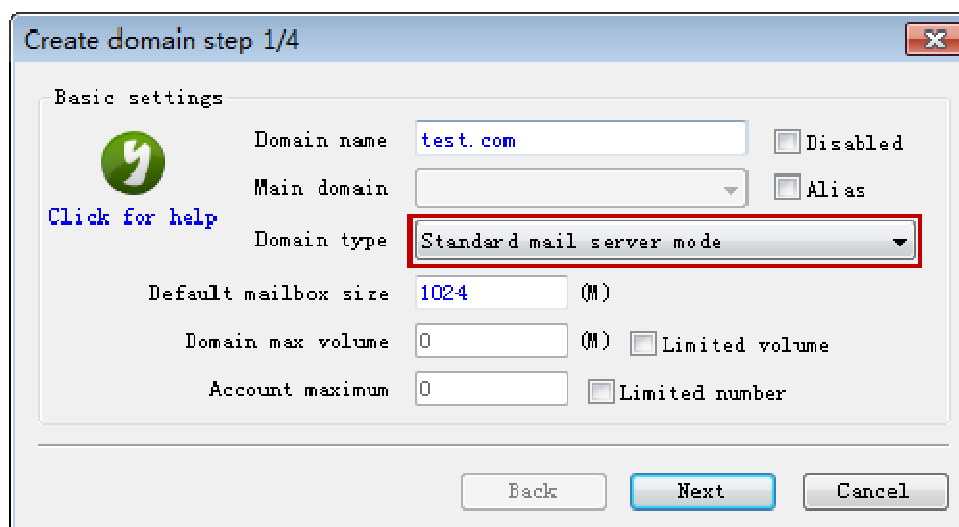 Create domain step 1/4
Basic settings
Domain name test.com Disabled
Main domain Alias
Click for help
Domain type Standard mail server mode
Default mailbox size 1024 (M)
Domain max volume 0 (M) Limited volume
Account maximum 0 Limited number
Back Next Cancel